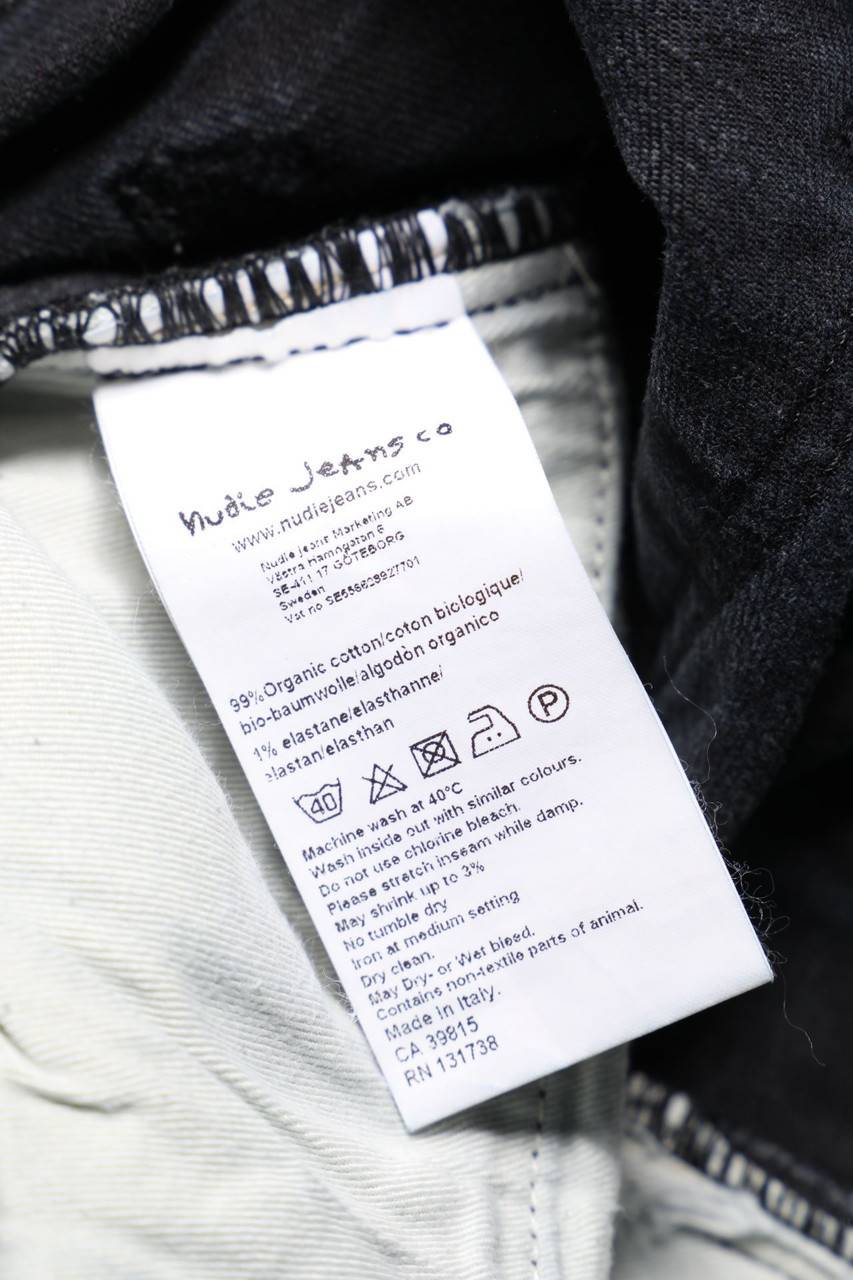 nudie Jeans co
www.nudiejeans.com
Nudie Jeans Marketing AB
Västra Hamngatan 6
SE-411 17 GÖTEBORG
Sweden
Vat no SE556629927701
99%Organic cotton/coton biologique/
bio-baumwolle/algodòn organico
1% elastane/elasthanne/
elastan/elasthan
40
P
Machine wash at 40°C
Wash inside out with similar colours.
Do not use chlorine bleach.
Please stretch inseam while damp.
May shrink up to 3%
No tumble dry
Iron at medium setting
Dry clean.
May Dry- or Wet bleed.
Contains non-textile parts of animal.
Made in Italy.
CA 39815
RN 131738